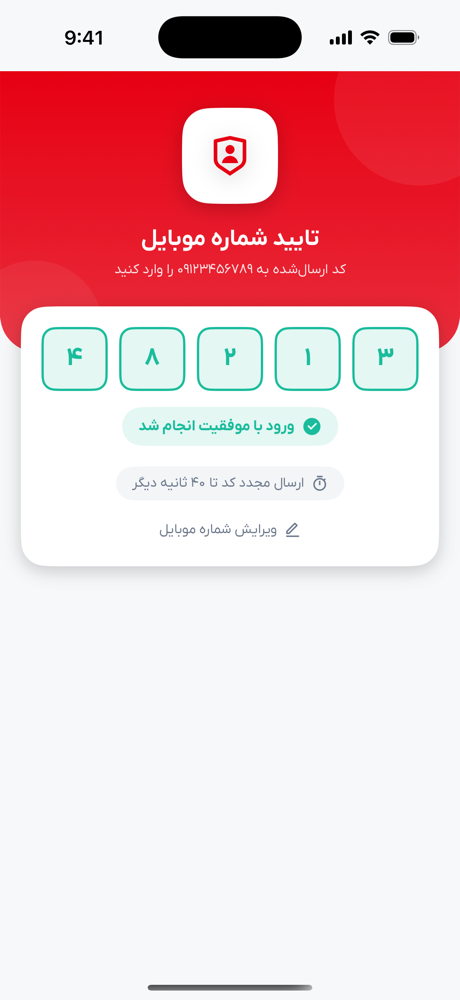 9:41
تایید شماره موبایل
کد ارسال‌شده به ۰۹۱۲۳۴۵۶۷۸۹ را وارد کنید
۴ ۸ ۲ ۱ ۳
ورود با موفقیت انجام شد
ارسال مجدد کد تا ۴۰ ثانیه دیگر
ویرایش شماره موبایل